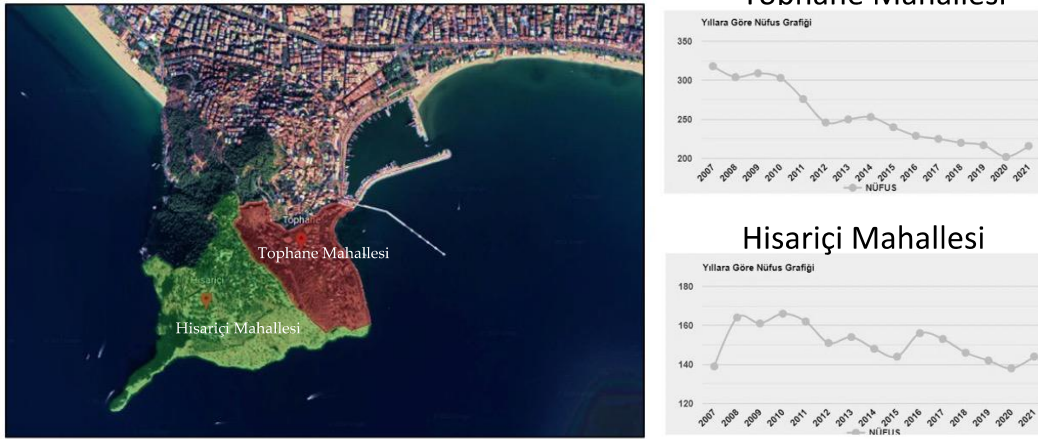 Tophane Mahallesi
Yıllara Göre Nüfus Grafiği
350
300
250
200
2007 2008 2009 2010 2011 2012 2013 2014 2015 2016 2017 2018 2019 2020 2021
NÜFUS
Tophane
Tophane Mahallesi
Hisariçi
Hisariçi Mahallesi
Hisariçi Mahallesi
Yıllara Göre Nüfus Grafiği
180
160
140
120
2007 2008 2009 2010 2011 2012 2013 2014 2015 2016 2017 2018 2019 2020 2021
NÜFUS